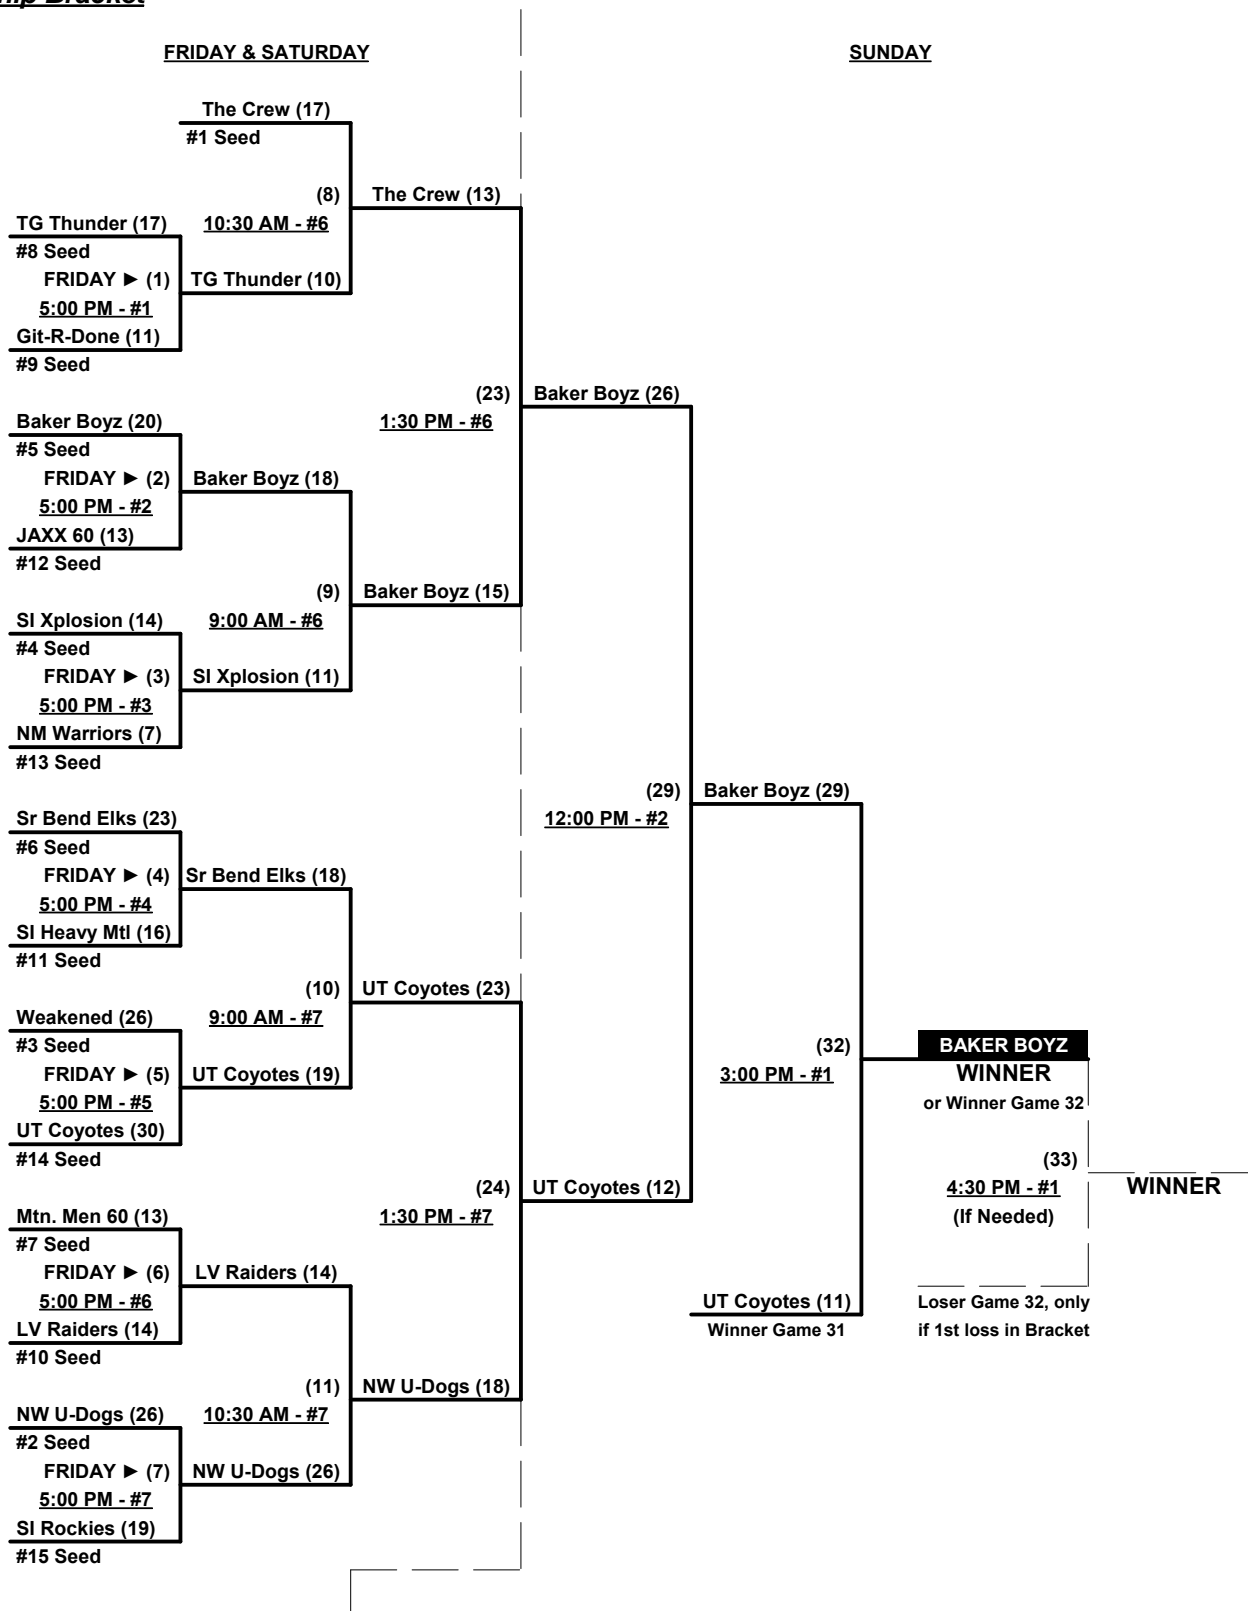 FRIDAY & SATURDAY
SUNDAY
The Crew (17)
#1 Seed
(8)
The Crew (13)
TG Thunder (17)
10:30 AM - #6
#8 Seed
FRIDAY ► (1)
TG Thunder (10)
5:00 PM - #1
Git-R-Done (11)
#9 Seed
(23)
Baker Boyz (26)
Baker Boyz (20)
1:30 PM - #6
#5 Seed
FRIDAY ► (2)
Baker Boyz (18)
5:00 PM - #2
JAXX 60 (13)
#12 Seed
(9)
Baker Boyz (15)
SI Xplosion (14)
9:00 AM - #6
#4 Seed
FRIDAY ► (3)
SI Xplosion (11)
5:00 PM - #3
NM Warriors (7)
#13 Seed
(29)
Baker Boyz (29)
Sr Bend Elks (23)
12:00 PM - #2
#6 Seed
FRIDAY ► (4)
Sr Bend Elks (18)
5:00 PM - #4
SI Heavy Mtl (16)
#11 Seed
(10)
UT Coyotes (23)
Weakened (26)
9:00 AM - #7
#3 Seed
(32)
BAKER BOYZ
FRIDAY ► (5)
UT Coyotes (19)
3:00 PM - #1
WINNER
5:00 PM - #5
or Winner Game 32
UT Coyotes (30)
#14 Seed
(33)
(24)
UT Coyotes (12)
4:30 PM - #1
WINNER
Mtn. Men 60 (13)
1:30 PM - #7
(If Needed)
#7 Seed
FRIDAY ► (6)
LV Raiders (14)
5:00 PM - #6
UT Coyotes (11)
Loser Game 32, only
LV Raiders (14)
Winner Game 31
if 1st loss in Bracket
#10 Seed
(11)
NW U-Dogs (18)
NW U-Dogs (26)
10:30 AM - #7
#2 Seed
FRIDAY ► (7)
NW U-Dogs (26)
5:00 PM - #7
SI Rockies (19)
#15 Seed